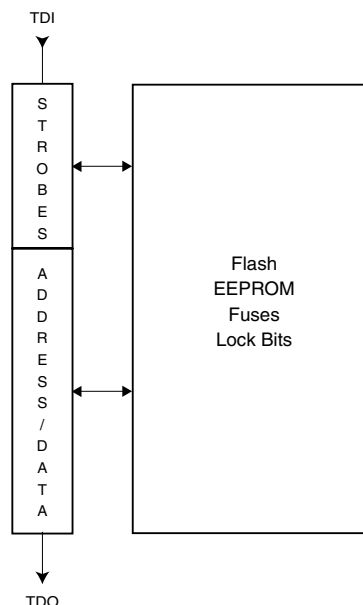 TDI
STROBES
ADDRESS/DATA
Flash
EEPROM
Fuses
Lock Bits
TDO